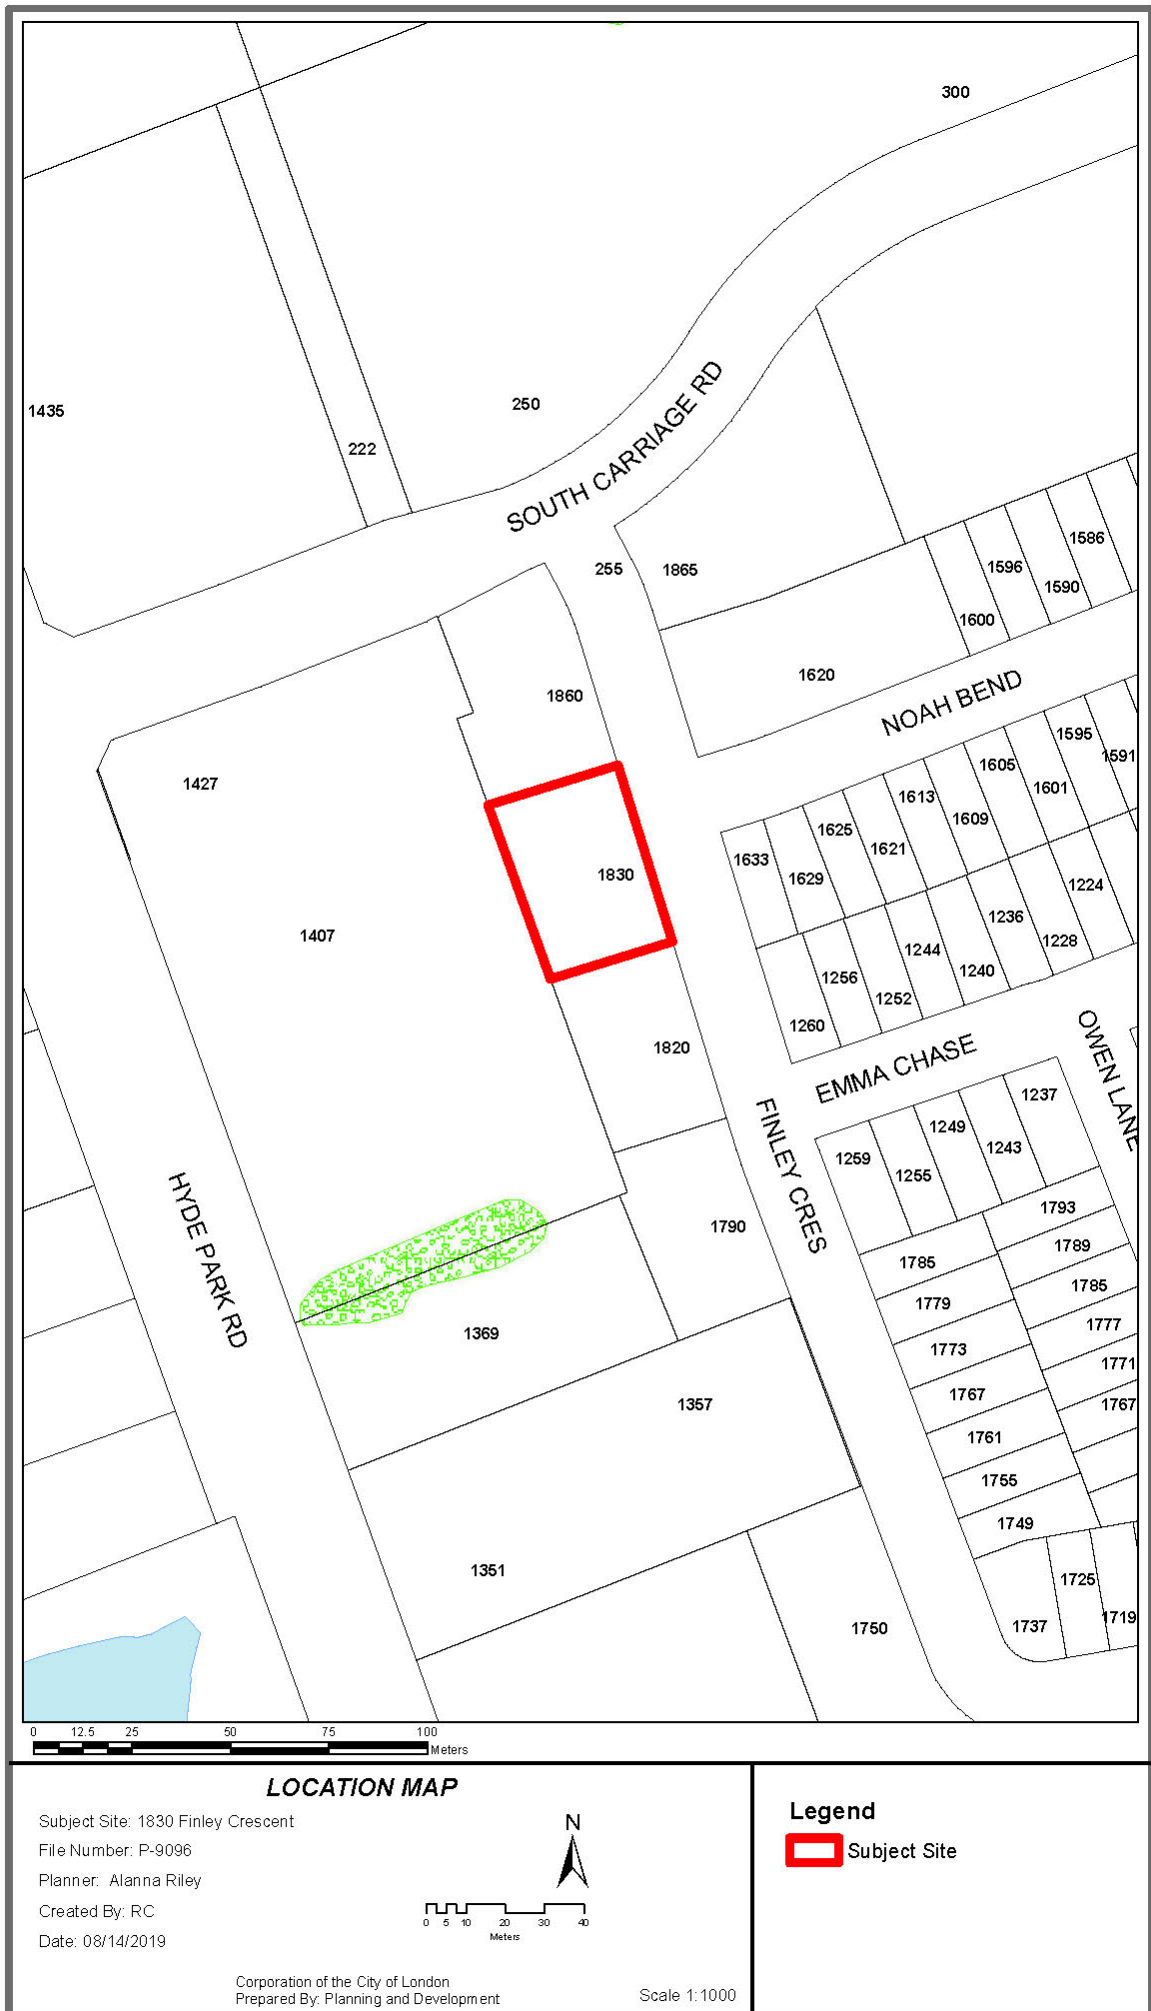 300
1435
250
222
SOUTH CARRIAGE RD
255
1865
1586
1596
1590
1600
1620
NOAH BEND
1860
1427
1595
1591
1605
1601
1613
1609
1625
1621
1633
1629
1830
1224
1407
1236
1228
1244
1240
1256
1252
1260
1820
EMMA CHASE
OWEN LANE
FINLEY CRES
1237
1249
1243
1259
1255
HYDE PARK RD
1793
1790
1789
1785
1785
1779
1777
1369
1773
1771
1767
1767
1357
1761
1755
1749
1351
1725
1719
1737
1750
0 12.5 25 50 75 100
Meters
LOCATION MAP
Subject Site: 1830 Finley Crescent
File Number: P-9096
Planner: Alanna Riley
Created By: RC
Date: 08/14/2019
N
0 5 10 20 30 40
Meters
Corporation of the City of London
Prepared By: Planning and Development
Scale 1:1000
Legend
Subject Site